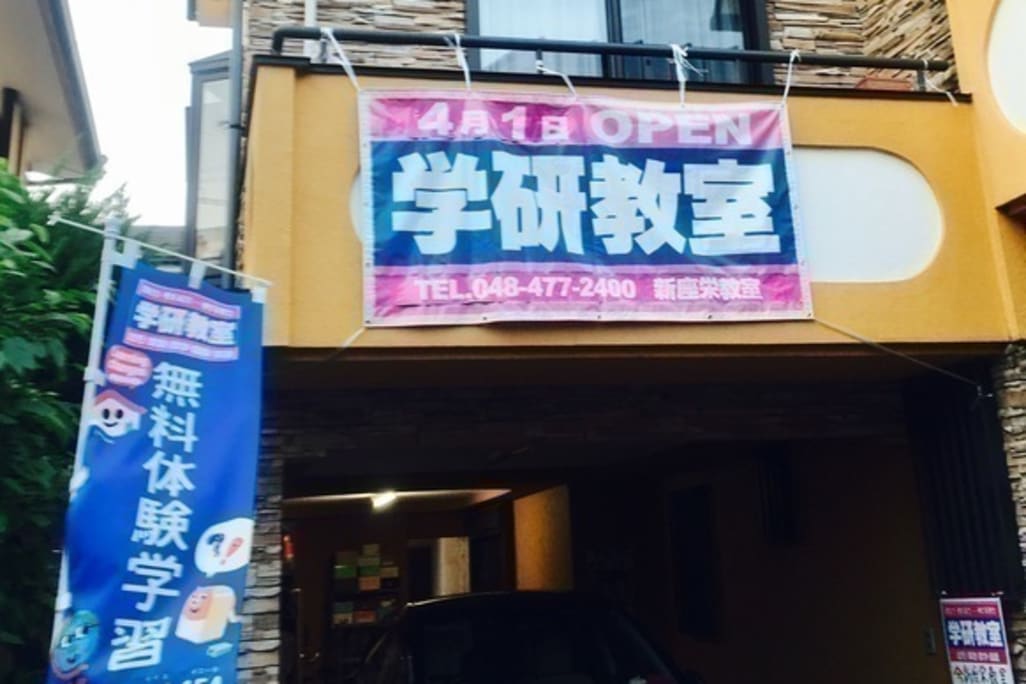 4月1日 OPEN
学研教室
TEL.048-477-2400 新座栄教室
学研教室
無料体験学習
学研教室